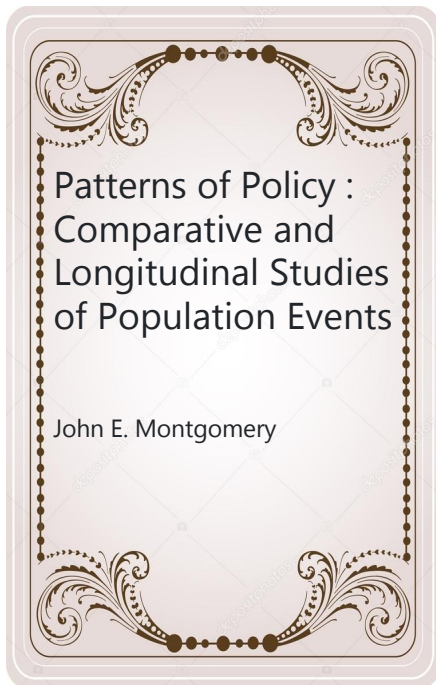 Patterns of Policy :
Comparative and
Longitudinal Studies
of Population Events
John E. Montgomery